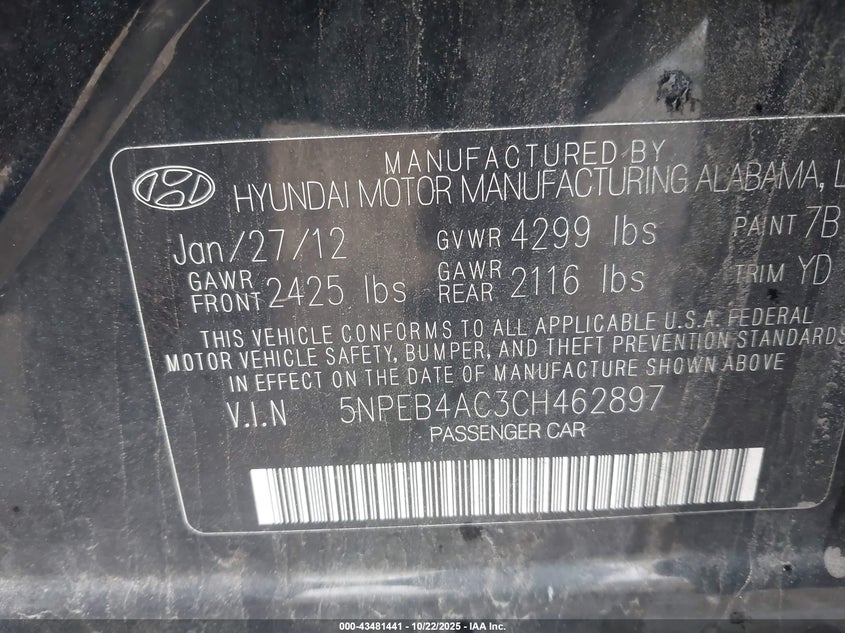 MANUFACTURED BY
HYUNDAI MOTOR MANUFACTURING ALABAMA, L
Jan/27/12 GVWR 4299 lbs PAINT 7B
GAWR FRONT 2425 lbs GAWR REAR 2116 lbs TRIM YD
THIS VEHICLE CONFORMS TO ALL APPLICABLE U.S.A. FEDERAL
MOTOR VEHICLE SAFETY, BUMPER, AND THEFT PREVENTION STANDARDS
IN EFFECT ON THE DATE OF MANUFACTURE SHOWN ABOVE
V.I.N 5NPEB4AC3CH462897
PASSENGER CAR
000-43481441 - 10/22/2025 - IAA Inc.